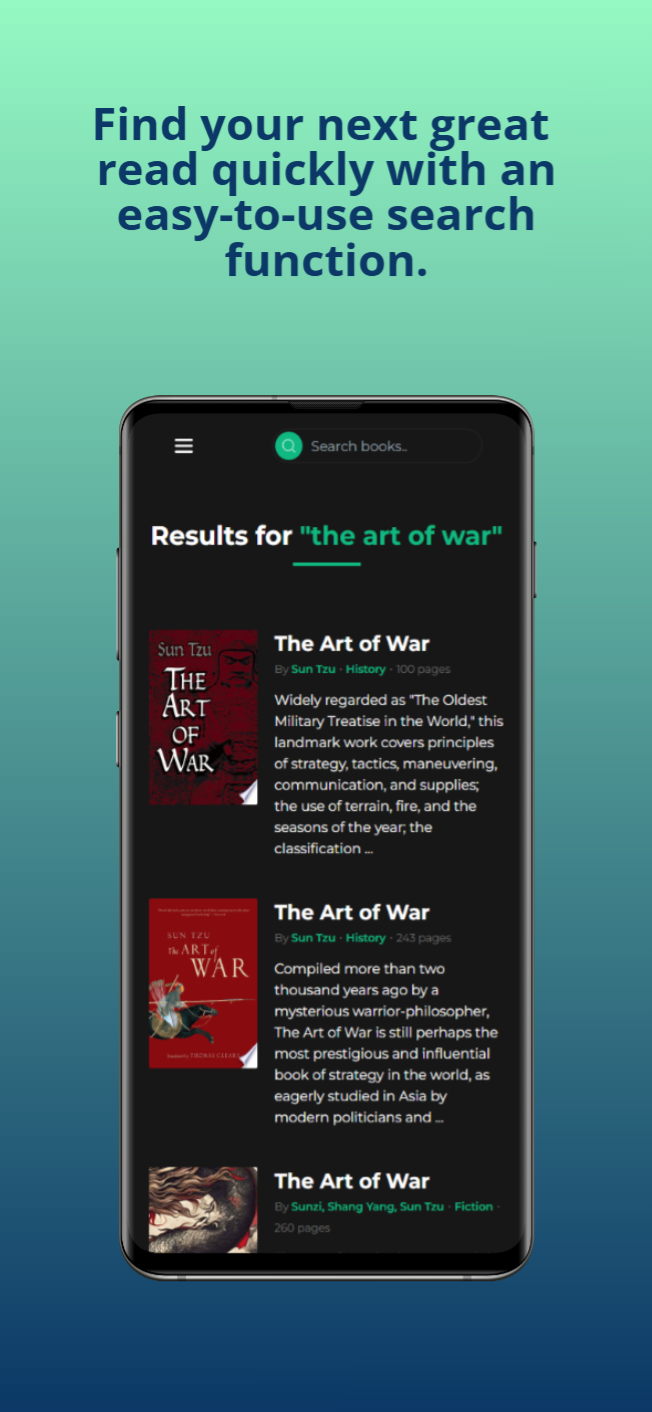 Find your next great
read quickly with an
easy-to-use search
function.
Search books..
Results for "the art of war"
Sun Tzu
THE
ART
OF
WAR
The Art of War
By Sun Tzu · History · 100 pages
Widely regarded as "The Oldest
Military Treatise in the World," this
landmark work covers principles
of strategy, tactics, maneuvering,
communication, and supplies;
the use of terrain, fire, and the
seasons of the year; the
classification ...
SUN TZU
The ART of
WAR
Translated by THOMAS CLEARY
The Art of War
By Sun Tzu · History · 243 pages
Compiled more than two
thousand years ago by a
mysterious warrior-philosopher,
The Art of War is still perhaps the
most prestigious and influential
book of strategy in the world, as
eagerly studied in Asia by
modern politicians and ...
The Art of War
By Sunzi, Shang Yang, Sun Tzu · Fiction ·
260 pages